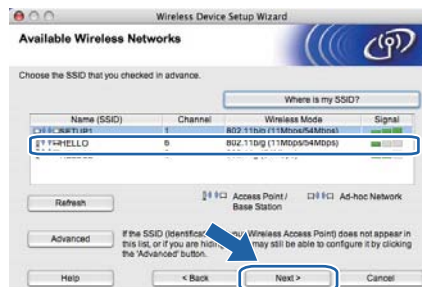 Wireless Device Setup Wizard
Available Wireless Networks
Choose the SSID that you checked in advance.
Where is my SSID?
Name (SSID) Channel Wireless Mode Signal
SETUP1 1 802.11b/g (11Mbps/54Mbps)
HELLO 6 802.11b/g (11Mbps/54Mbps)
Refresh
Access Point / Base Station
Ad-hoc Network
Advanced
If the SSID (Identification Wireless Access Point) does not appear in
this list, or if you are hiding may still be able to configure it by clicking
the 'Advanced' button.
Help < Back Next > Cancel